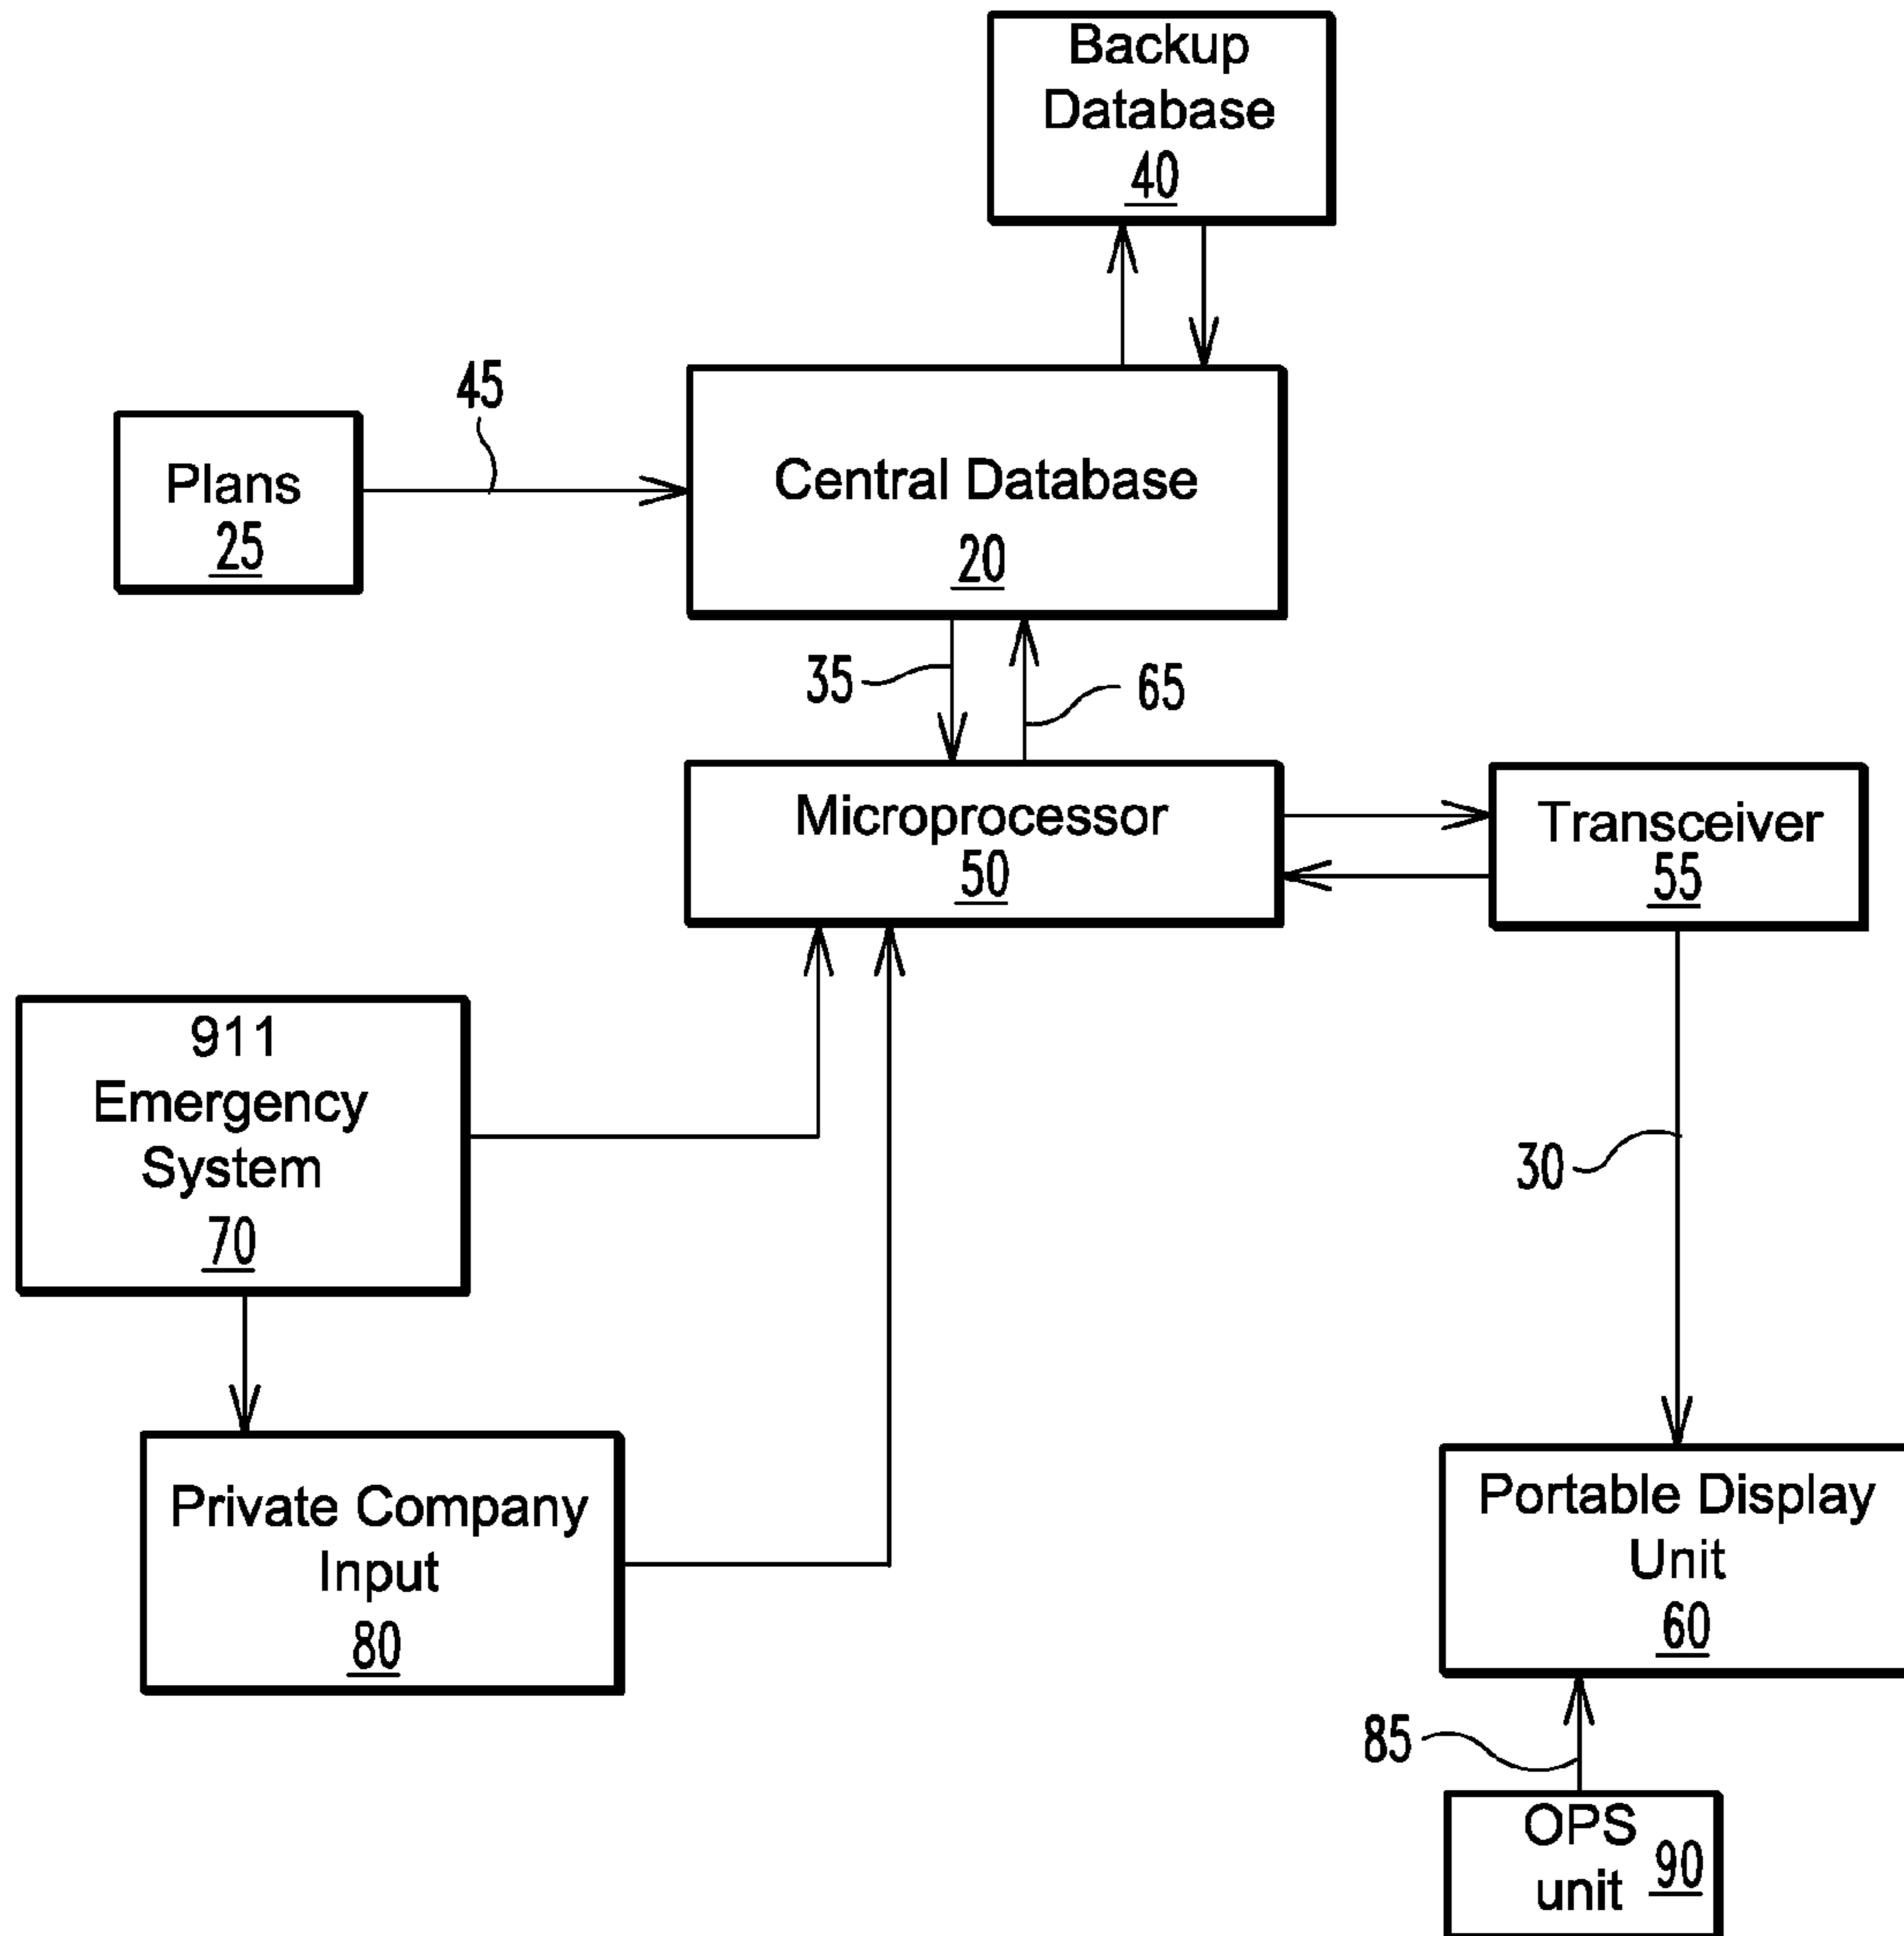 Backup
Database
40
45
Plans
25
Central Database
20
35
65
Microprocessor
50
Transceiver
55
911
Emergency
System
70
30
Private Company
Input
80
Portable Display
Unit
60
85
OPS
unit
90